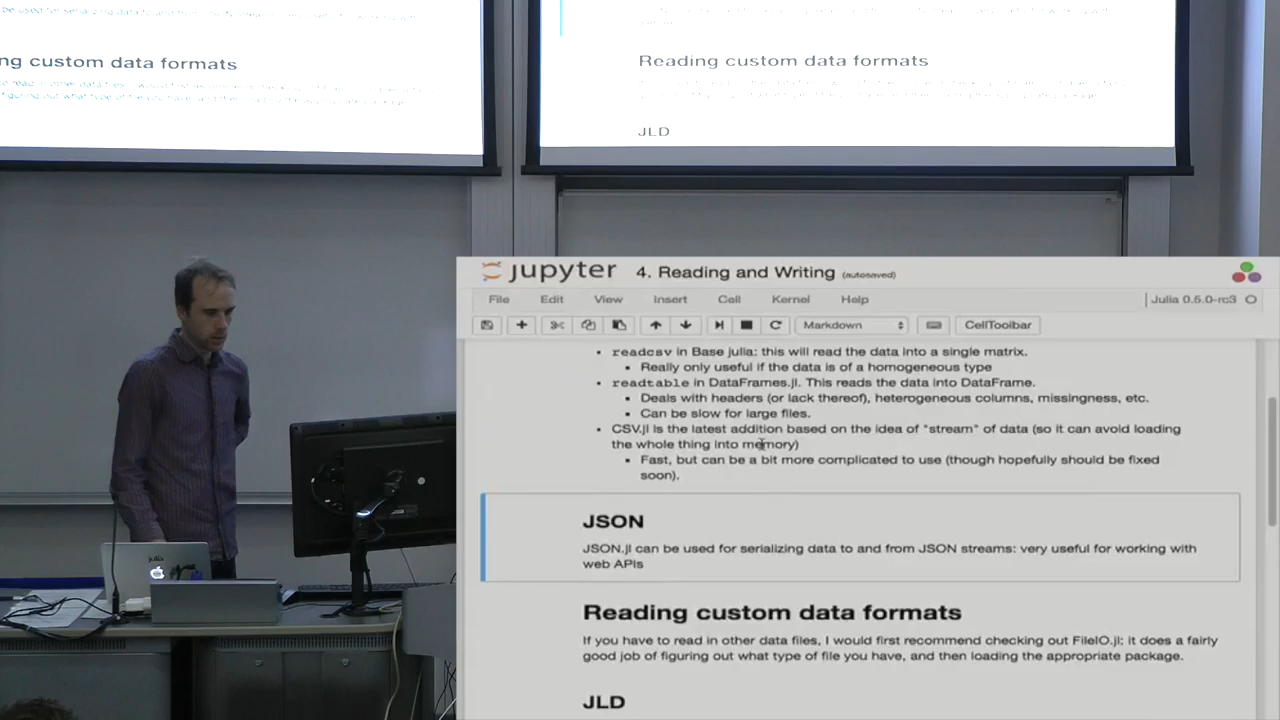 ng custom data formats
Reading custom data formats
JLD
jupyter 4. Reading and Writing (autosaved)
File Edit View Insert Cell Kernel Help Julia 0.5.0-rc3
Markdown CellToolbar
readcsv in Base julia: this will read the data into a single matrix.
Really only useful if the data is of a homogeneous type
readtable in DataFrames.jl. This reads the data into DataFrame.
Deals with headers (or lack thereof), heterogeneous columns, missingness, etc.
Can be slow for large files.
CSV.jl is the latest addition based on the idea of "stream" of data (so it can avoid loading
the whole thing into memory)
Fast, but can be a bit more complicated to use (though hopefully should be fixed
soon).
JSON
JSON.jl can be used for serializing data to and from JSON streams: very useful for working with
web APIs
Reading custom data formats
If you have to read in other data files, I would first recommend checking out FileIO.jl: it does a fairly
good job of figuring out what type of file you have, and then loading the appropriate package.
JLD
julia